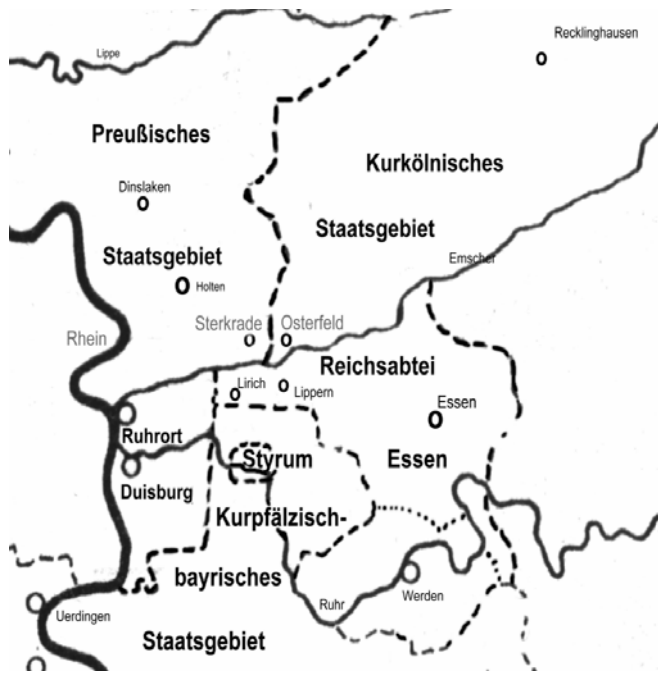 Lippe
Recklinghausen
Preußisches
Kurkölnisches
Dinslaken
Staatsgebiet
Staatsgebiet
Emscher
Holten
Sterkrade
Osterfeld
Rhein
Reichsabtei
Lirich
Lippern
Essen
Ruhrort
Styrum
Essen
Duisburg
Kurpfälzisch-
bayrisches
Ruhr
Werden
Uerdingen
Staatsgebiet